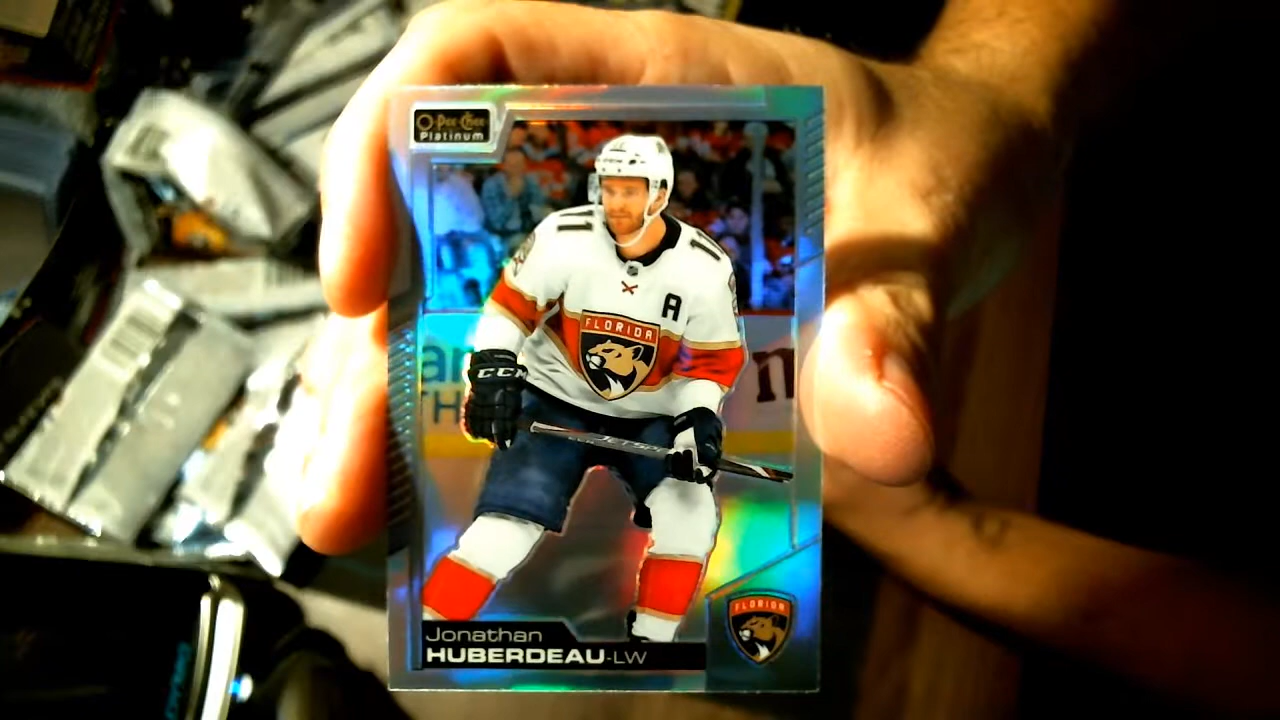 O-Pee-Chee
Platinum
11
11
A
FLORIDA
CCM
Jonathan
HUBERDEAU-LW
FLORIDA